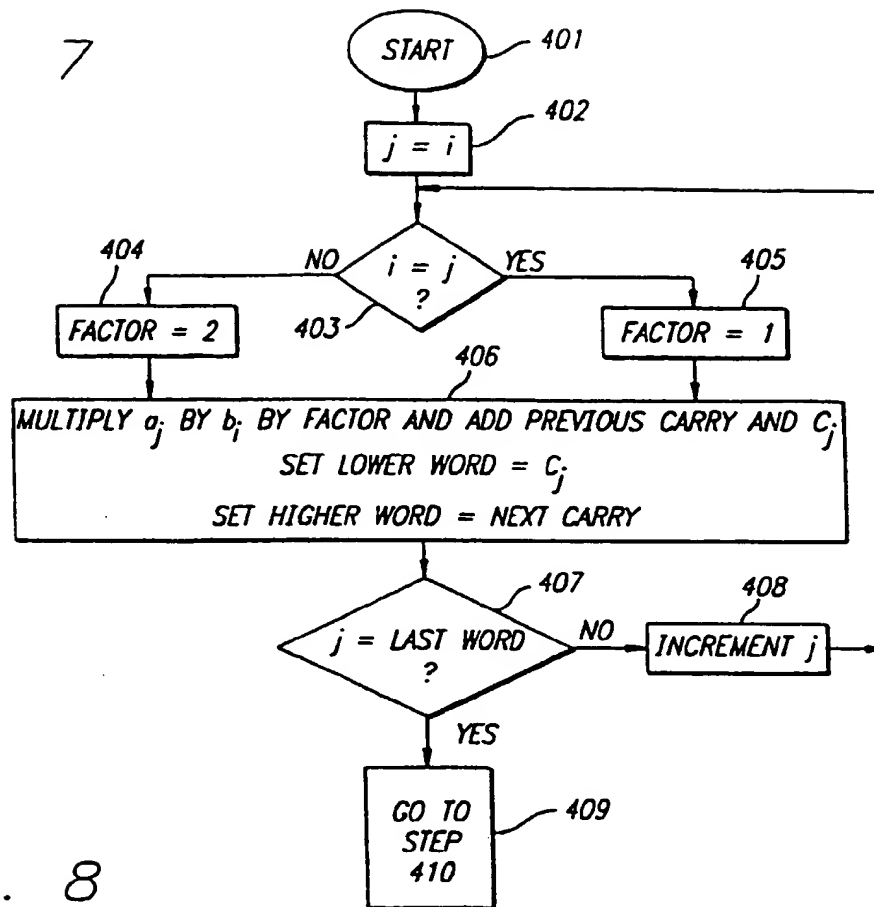 7
START
401
402
j = i
404
NO
i = j
?
YES
405
403
FACTOR = 2
FACTOR = 1
406
MULTIPLY aj BY bi BY FACTOR AND ADD PREVIOUS CARRY AND Cj
SET LOWER WORD = Cj
SET HIGHER WORD = NEXT CARRY
407
j = LAST WORD
?
NO
408
INCREMENT j
YES
GO TO
STEP
410
409
. 8